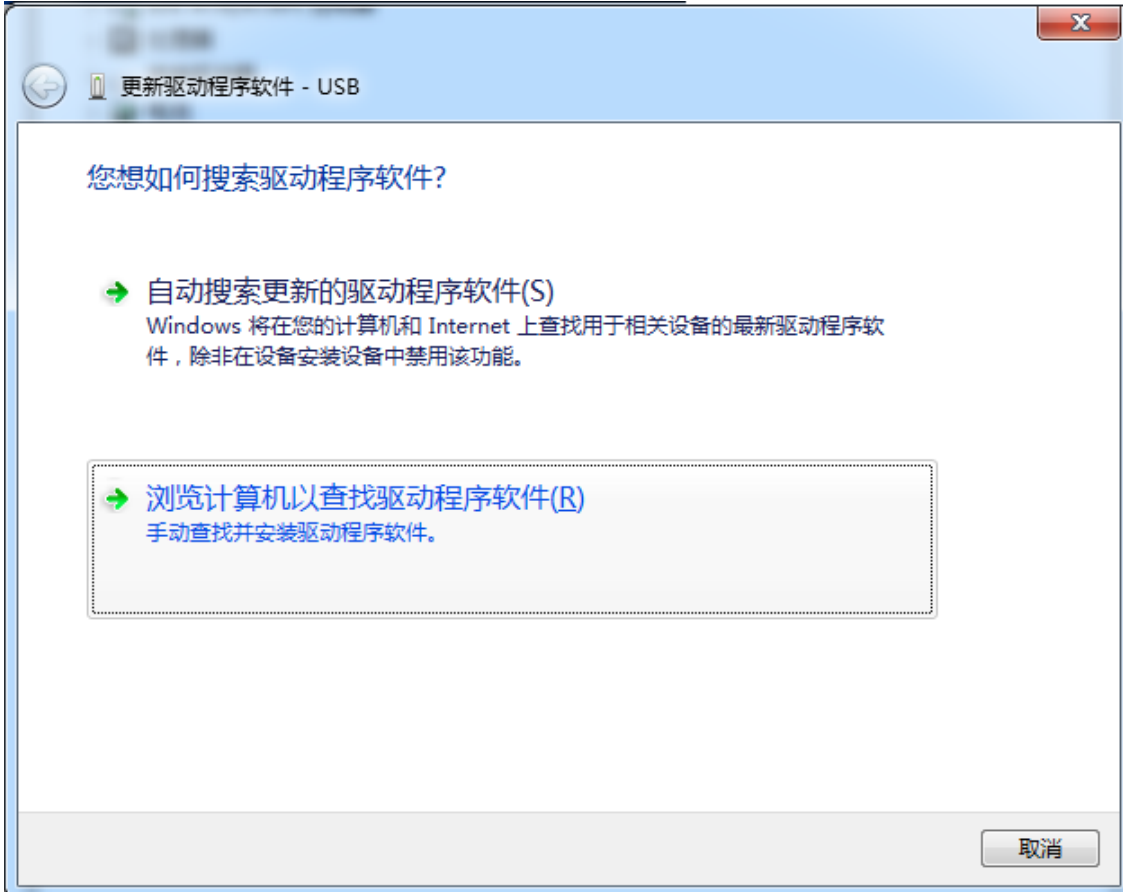 更新驱动程序软件 - USB
您想如何搜索驱动程序软件?
自动搜索更新的驱动程序软件(S)
Windows 将在您的计算机和 Internet 上查找用于相关设备的最新驱动程序软
件，除非在设备安装设备中禁用该功能。
浏览计算机以查找驱动程序软件(R)
手动查找并安装驱动程序软件。
取消